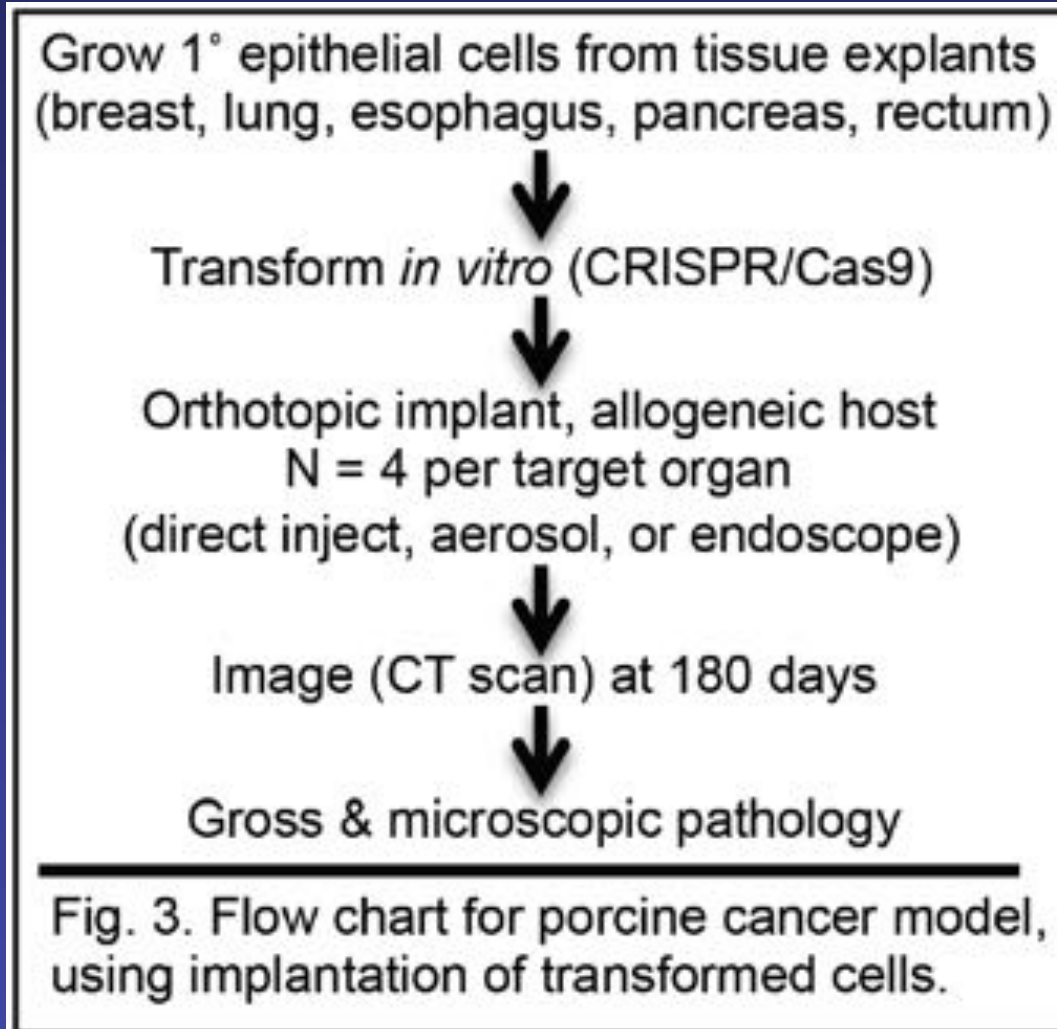 Grow 1° epithelial cells from tissue explants
(breast, lung, esophagus, pancreas, rectum)
Transform in vitro (CRISPR/Cas9)
Orthotopic implant, allogeneic host
N = 4 per target organ
(direct inject, aerosol, or endoscope)
Image (CT scan) at 180 days
Gross & microscopic pathology
Fig. 3. Flow chart for porcine cancer model,
using implantation of transformed cells.